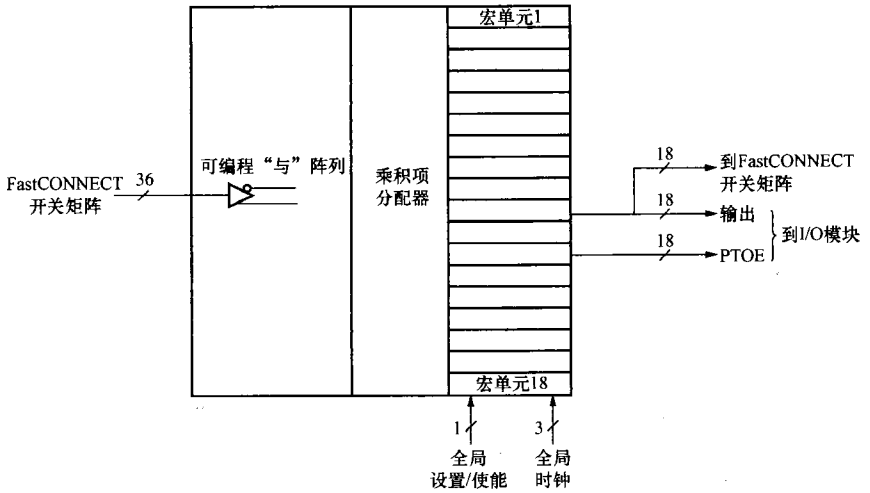 宏单元1
可编程“与”阵列
乘积项
分配器
FastCONNECT
开关矩阵
36
18
到FastCONNECT
开关矩阵
18
输出
18
PTOE
到I/O模块
宏单元18
1
3
全局
设置/使能
全局
时钟